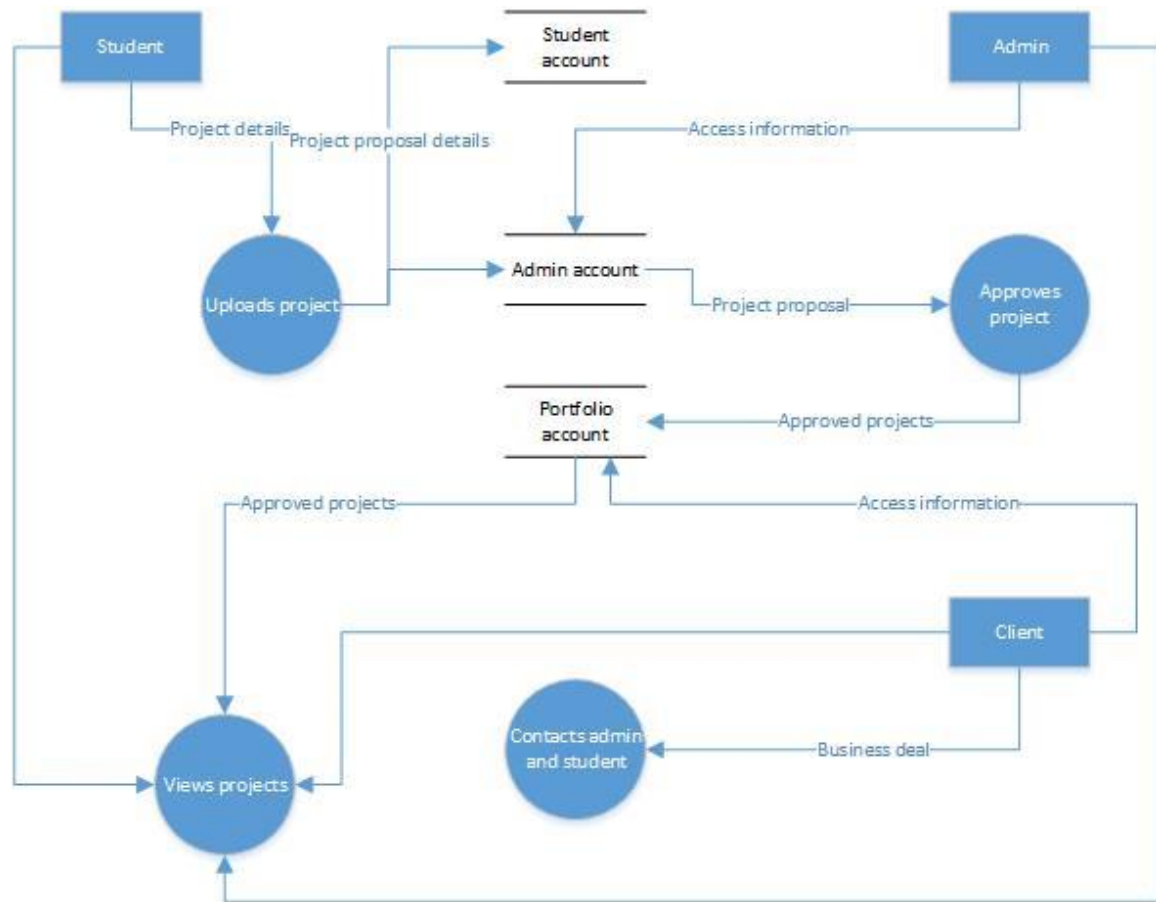 Student
Student
account
Admin
Project details
Project proposal details
Access information
Uploads project
Admin account
Project proposal
Approves
project
Portfolio
account
Approved projects
Approved projects
Access information
Client
Contacts admin
and student
Business deal
Views projects